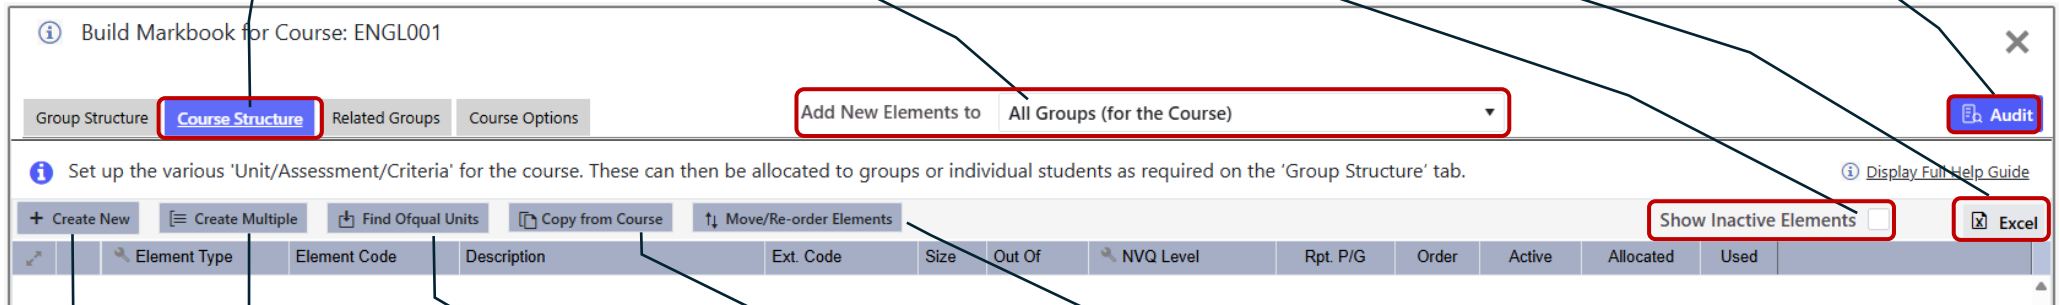 Build Markbook for Course: ENGL001
Group Structure Course Structure Related Groups Course Options Add New Elements to All Groups (for the Course) Audit
Set up the various 'Unit/Assessment/Criteria' for the course. These can then be allocated to groups or individual students as required on the 'Group Structure' tab. Display Full Help Guide
+ Create New Create Multiple Find Ofqual Units Copy from Course Move/Re-order Elements Show Inactive Elements Excel
Element Type Element Code Description Ext. Code Size Out Of NVQ Level Rpt. P/G Order Active Allocated Used